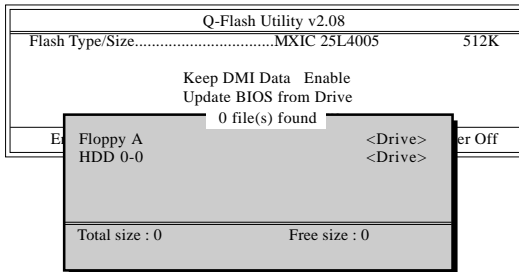 Q-Flash Utility v2.08
Flash Type/Size.................................MXIC 25L4005 512K
Keep DMI Data Enable
Update BIOS from Drive
0 file(s) found
Floppy A <Drive>
HDD 0-0 <Drive>
Total size : 0 Free size : 0